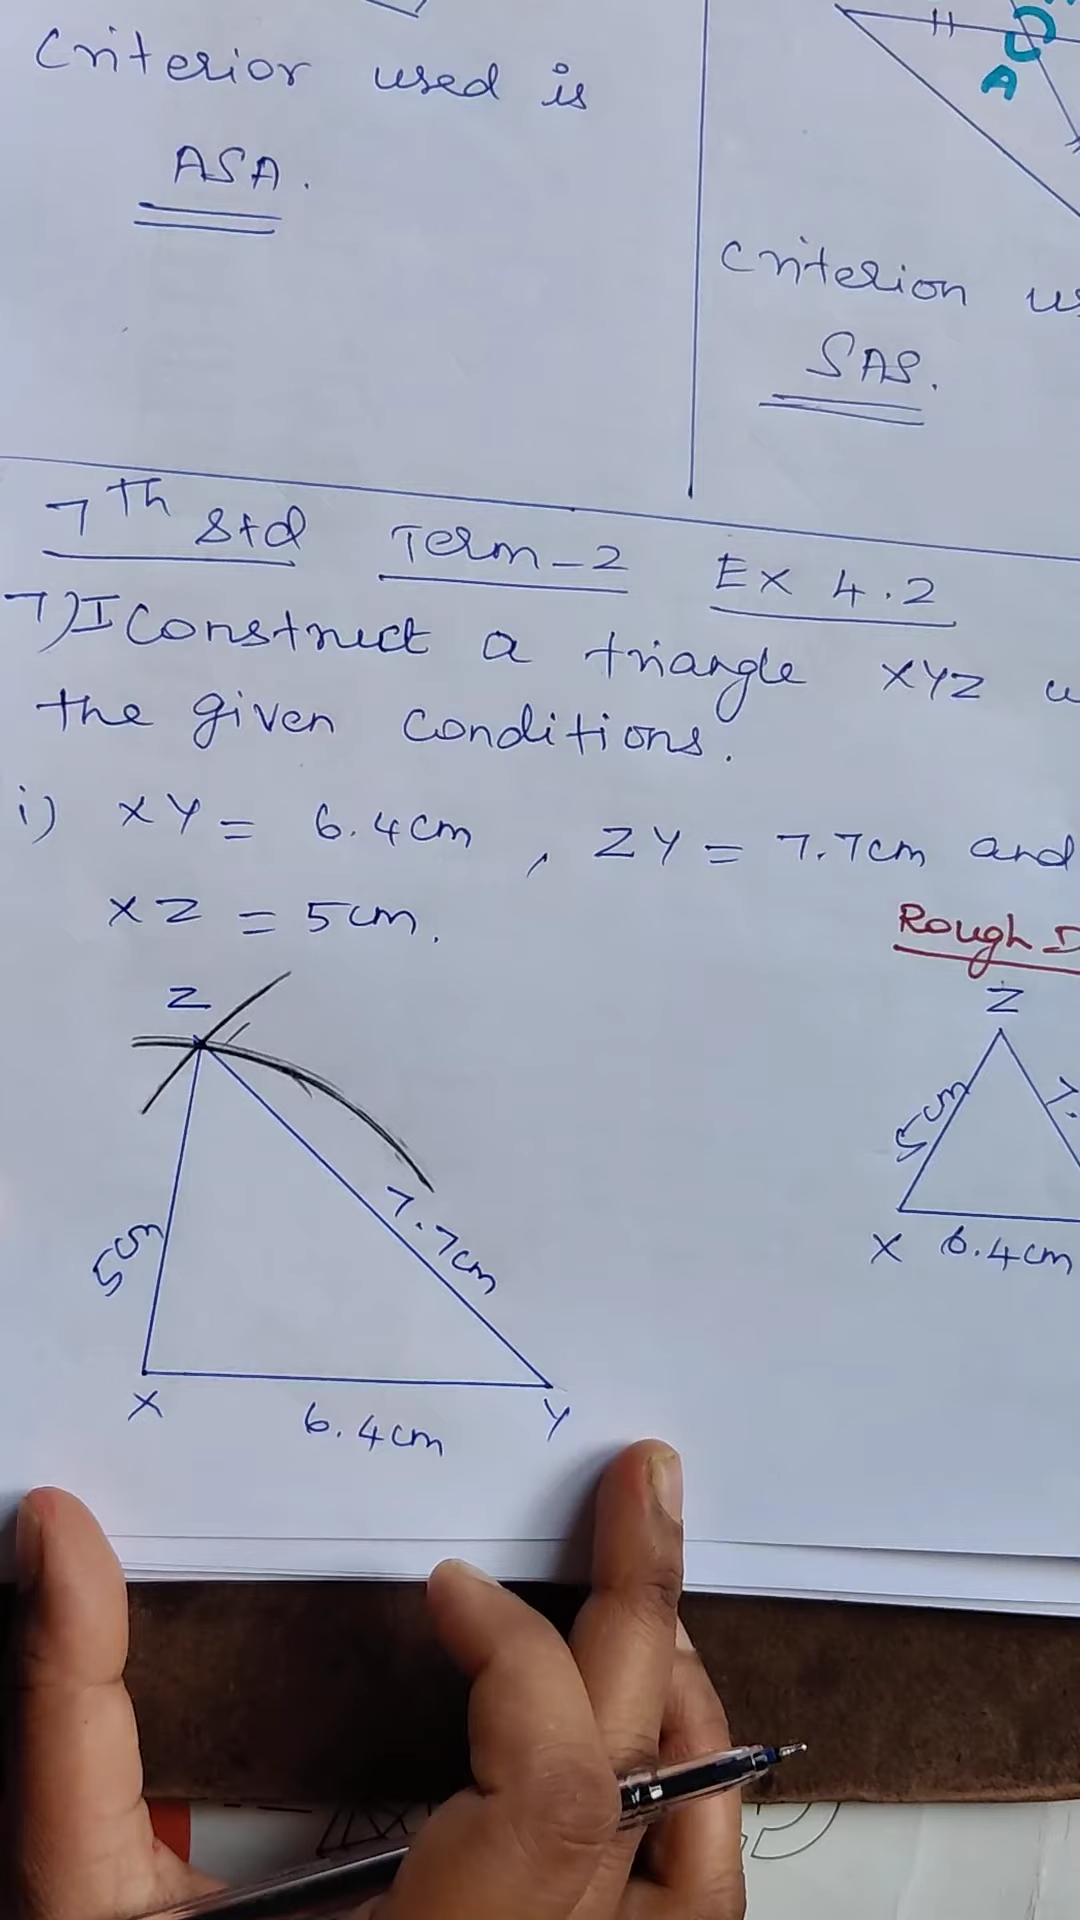 Criterior used is
ASA.
A
Criterion
SAS.
7th std Term-2 Ex 4.2
7) I Construct a triangle XYZ
the given conditions.
i) XY = 6.4cm, ZY = 7.7cm and
XZ = 5cm.
Rough
Z
5cm
7.7cm
X
6.4cm
Y
Z
5cm
7.
X
6.4cm